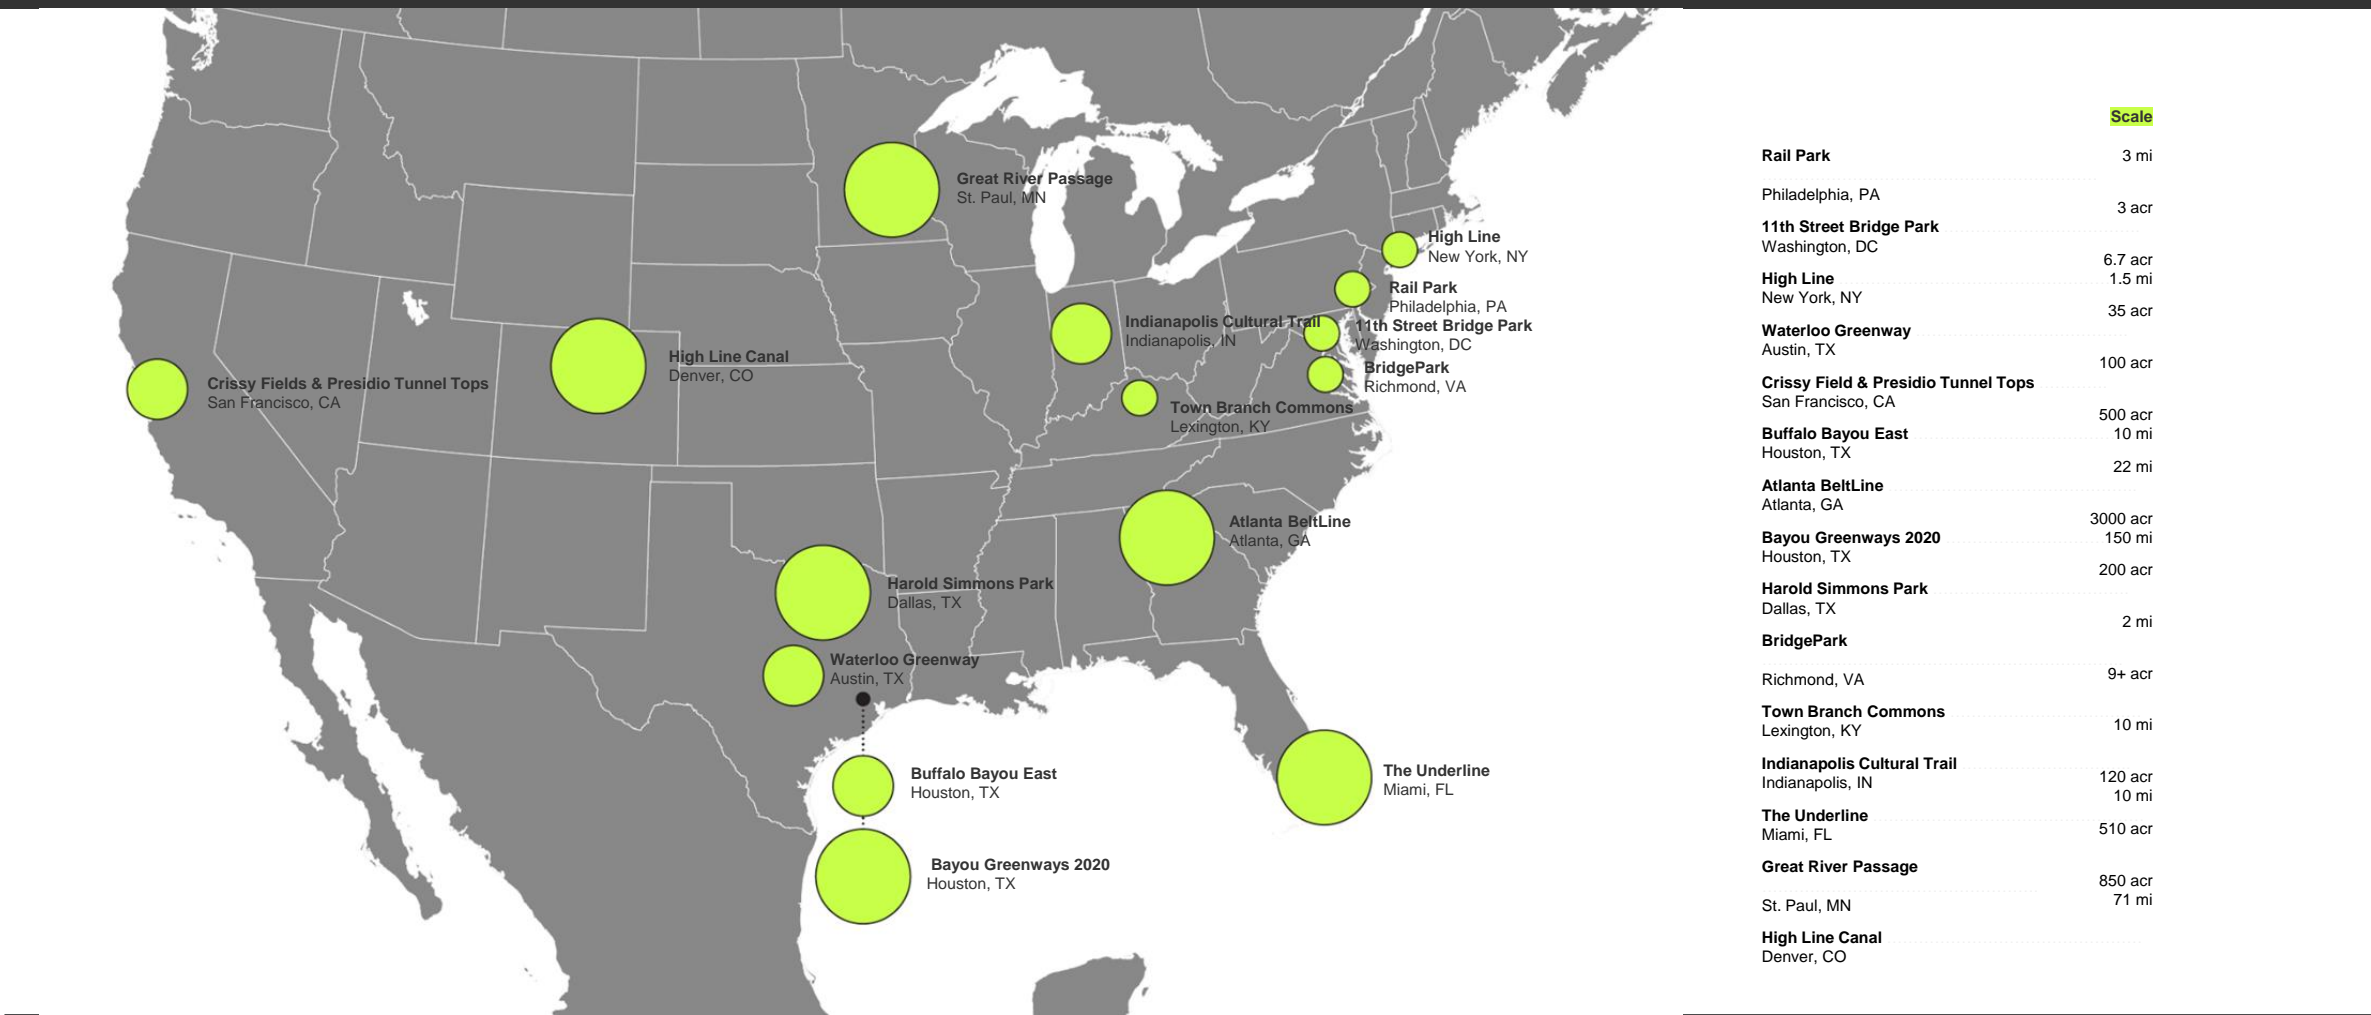 Great River Passage
St. Paul, MN
High Line
New York, NY
Rail Park
Philadelphia, PA
Indianapolis Cultural Trail
Indianapolis, IN
11th Street Bridge Park
Washington, DC
High Line Canal
Denver, CO
BridgePark
Richmond, VA
Crissy Fields & Presidio Tunnel Tops
San Francisco, CA
Town Branch Commons
Lexington, KY
Atlanta BeltLine
Atlanta, GA
Harold Simmons Park
Dallas, TX
Waterloo Greenway
Austin, TX
Buffalo Bayou East
Houston, TX
The Underline
Miami, FL
Bayou Greenways 2020
Houston, TX
Scale
Rail Park 3 mi
Philadelphia, PA
3 acr
11th Street Bridge Park
Washington, DC
6.7 acr
High Line 1.5 mi
New York, NY
35 acr
Waterloo Greenway
Austin, TX
100 acr
Crissy Field & Presidio Tunnel Tops
San Francisco, CA
500 acr
Buffalo Bayou East 10 mi
Houston, TX
22 mi
Atlanta BeltLine
Atlanta, GA
3000 acr
Bayou Greenways 2020 150 mi
Houston, TX
200 acr
Harold Simmons Park
Dallas, TX
2 mi
BridgePark
Richmond, VA 9+ acr
Town Branch Commons
Lexington, KY 10 mi
Indianapolis Cultural Trail
Indianapolis, IN 120 acr
10 mi
The Underline
Miami, FL 510 acr
Great River Passage
850 acr
St. Paul, MN 71 mi
High Line Canal
Denver, CO